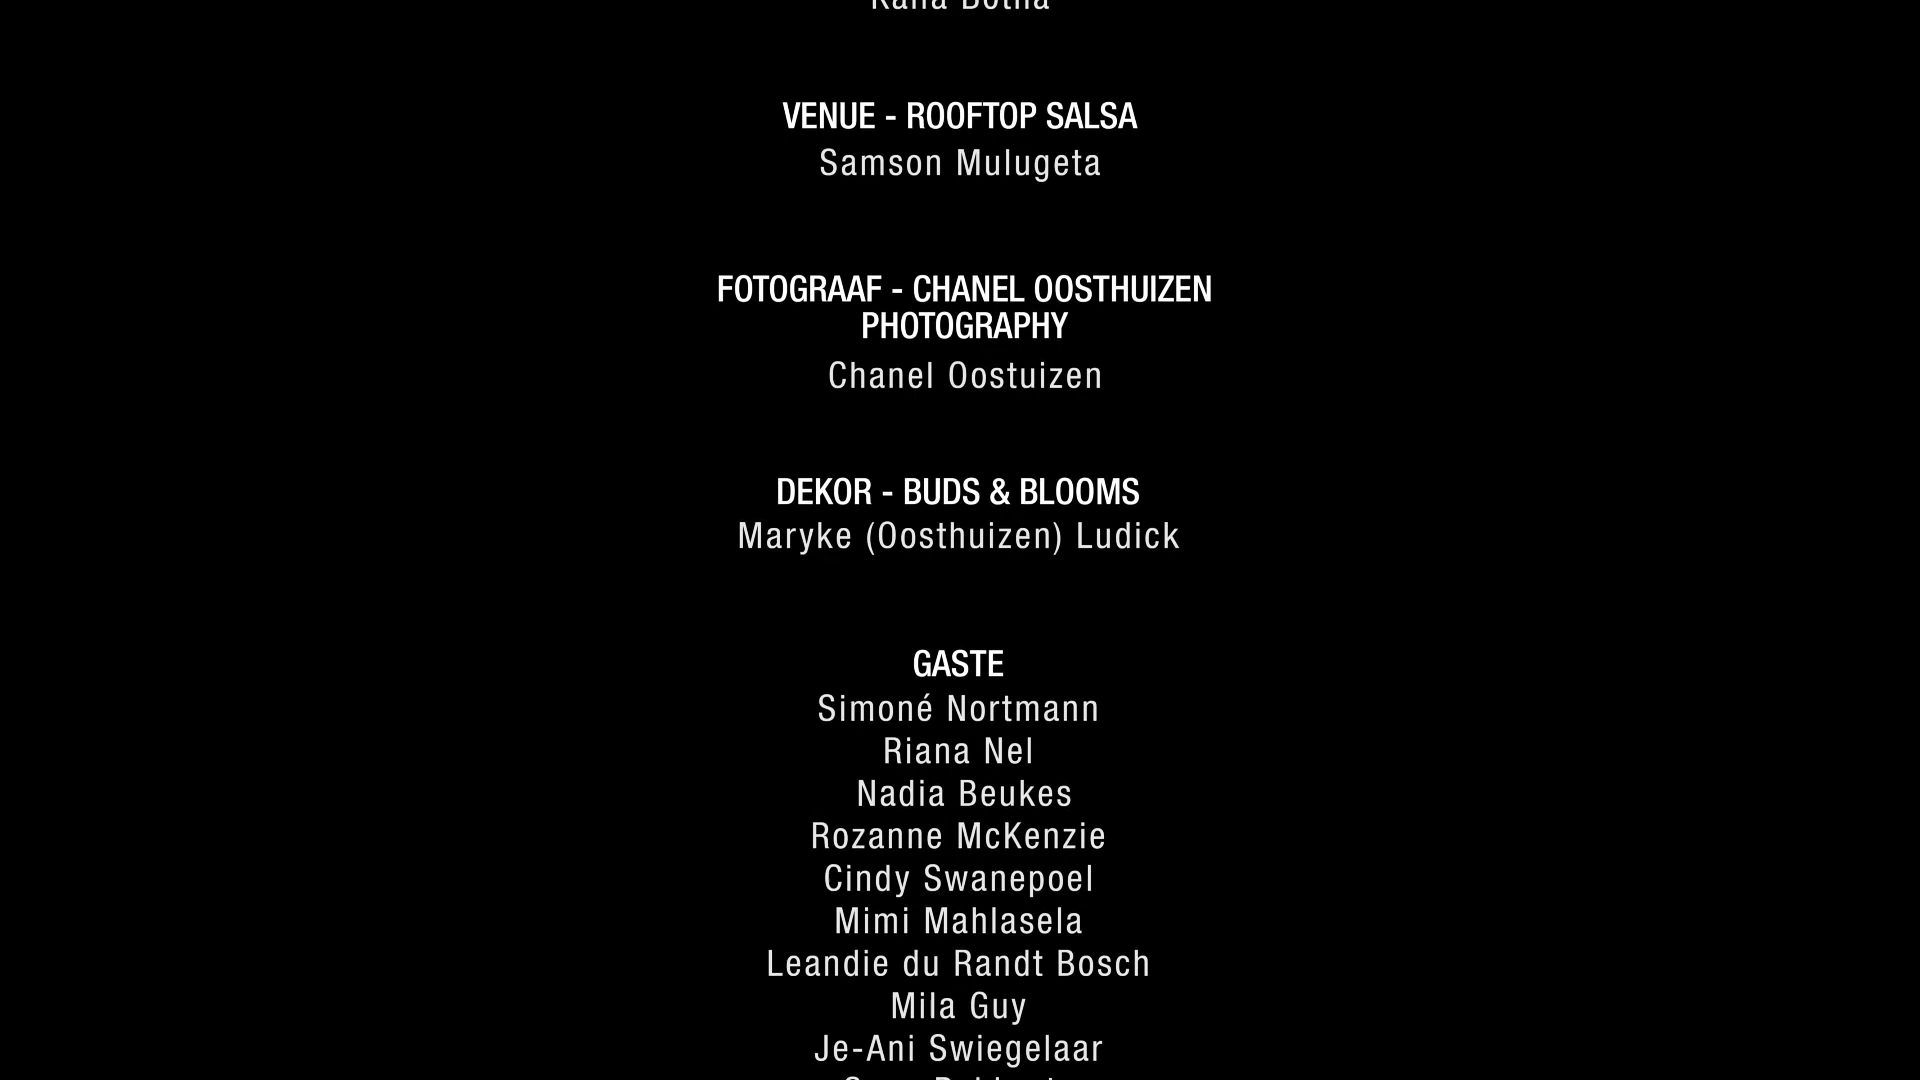 VENUE - ROOFTOP SALSA
Samson Mulugeta
FOTOGRAAF - CHANEL OOSTHUIZEN
PHOTOGRAPHY
Chanel Oostuizen
DEKOR - BUDS & BLOOMS
Maryke (Oosthuizen) Ludick
GASTE
Simoné Nortmann
Riana Nel
Nadia Beukes
Rozanne McKenzie
Cindy Swanepoel
Mimi Mahlasela
Leandie du Randt Bosch
Mila Guy
Je-Ani Swiegelaar